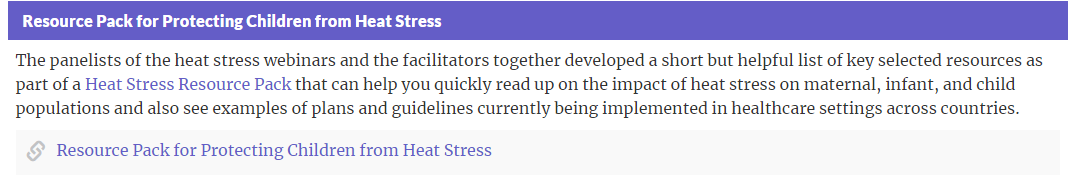 Resource Pack for Protecting Children from Heat Stress
The panelists of the heat stress webinars and the facilitators together developed a short but helpful list of key selected resources as
part of a Heat Stress Resource Pack that can help you quickly read up on the impact of heat stress on maternal, infant, and child
populations and also see examples of plans and guidelines currently being implemented in healthcare settings across countries.
Resource Pack for Protecting Children from Heat Stress